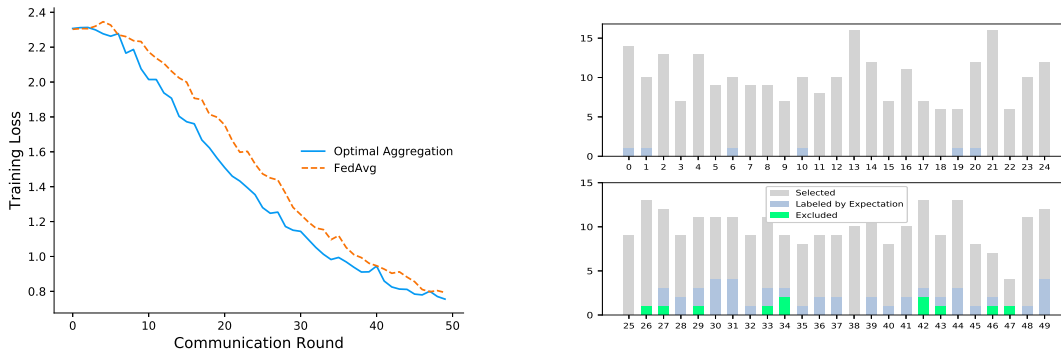 2.4
2.2
2.0
1.8
1.6
1.4
1.2
1.0
0.8
Training Loss
Optimal Aggregation
FedAvg
0 10 20 30 40 50
Communication Round
15
10
5
0
0 1 2 3 4 5 6 7 8 9 10 11 12 13 14 15 16 17 18 19 20 21 22 23 24
15
10
5
0
Selected
Labeled by Expectation
Excluded
25 26 27 28 29 30 31 32 33 34 35 36 37 38 39 40 41 42 43 44 45 46 47 48 49